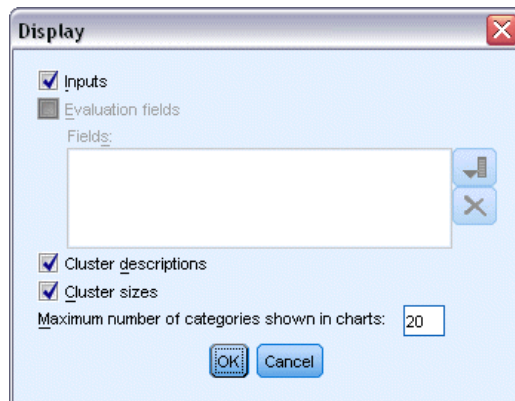 Display
Inputs
Evaluation fields
Fields:
Cluster descriptions
Cluster sizes
Maximum number of categories shown in charts: 20
OK Cancel